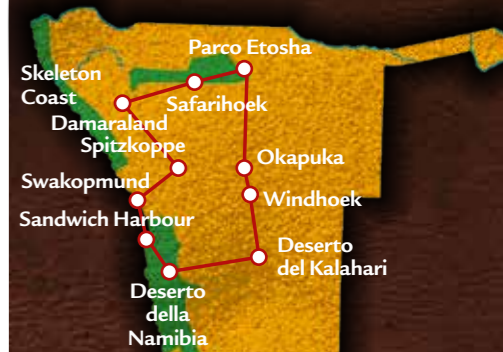 Parco Etosha
Skeleton
Coast
Safarihoek
Damaraland
Spitzkoppe
Okapuka
Swakopmund
Windhoek
Sandwich Harbour
Deserto
del Kalahari
Deserto
della
Namibia